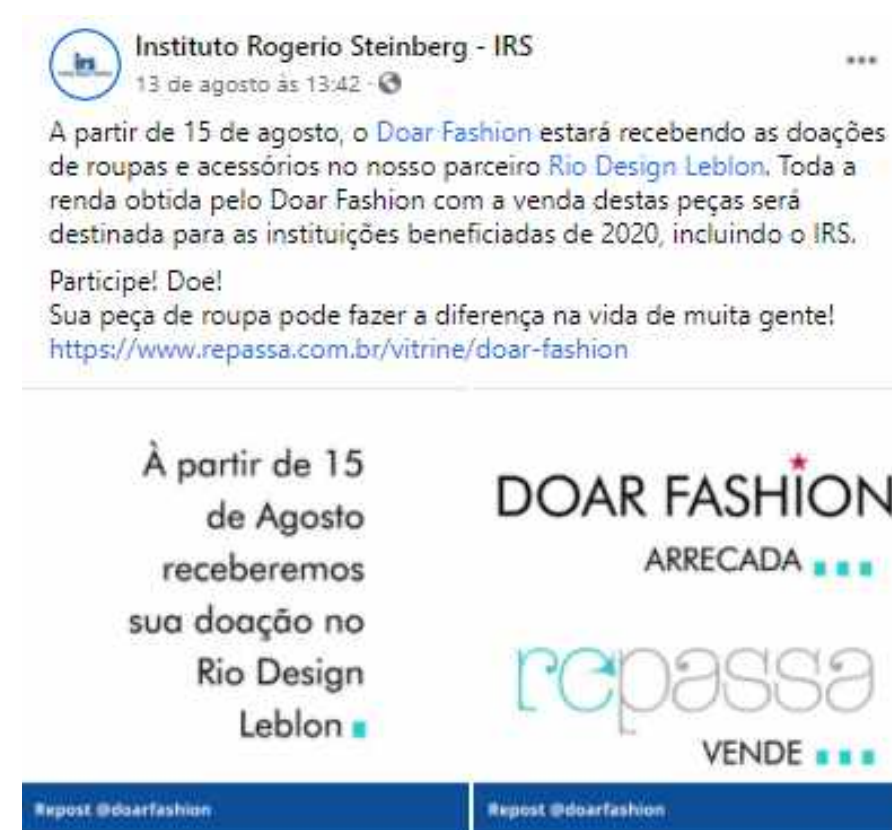 Instituto Rogerio Steinberg - IRS
13 de agosto às 13:42 ·
A partir de 15 de agosto, o Doar Fashion estará recebendo as doações
de roupas e acessórios no nosso parceiro Rio Design Leblon. Toda a
renda obtida pelo Doar Fashion com a venda destas peças será
destinada para as instituições beneficiadas de 2020, incluindo o IRS.
Participe! Doe!
Sua peça de roupa pode fazer a diferença na vida de muita gente!
https://www.repassa.com.br/vitrine/doar-fashion
À partir de 15
de Agosto
receberemos
sua doação no
Rio Design
Leblon
Repost @doarfashion
DOAR FASHION
ARRECADA
repassa
VENDE
Repost @doarfashion